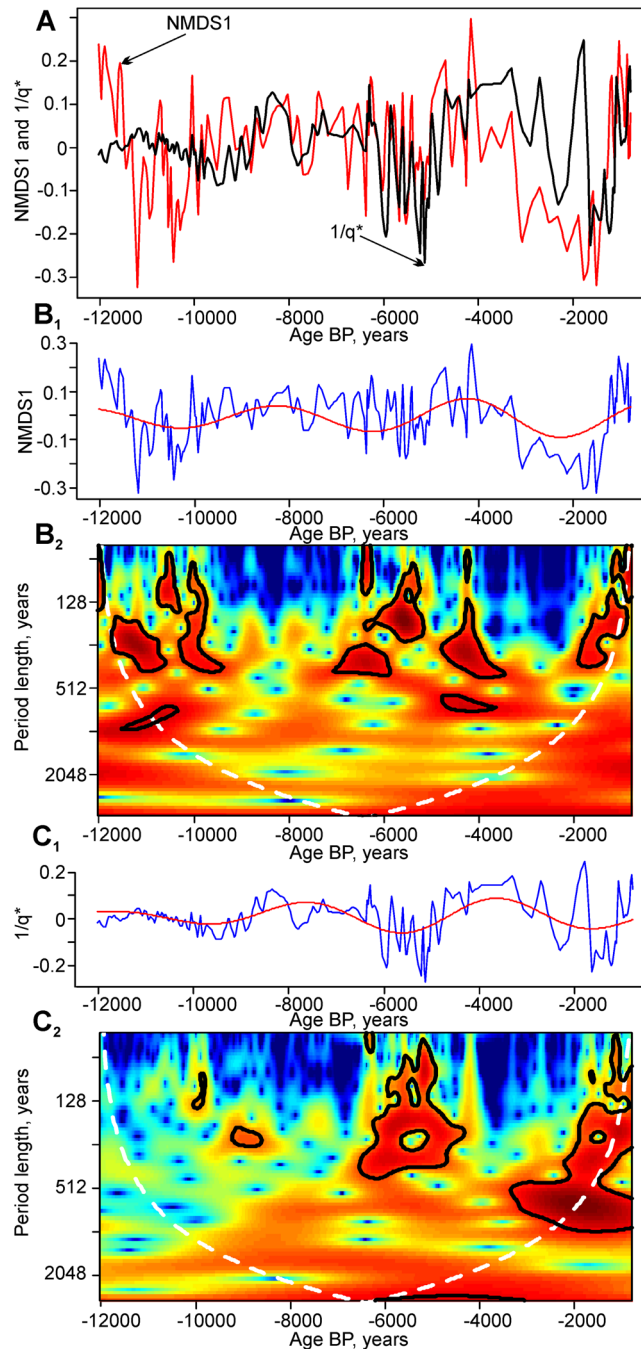 A
NMDS1
NMDS1 and 1/q*
0.2
0.1
0
-0.1
-0.2
-0.3
1/q*
-12000 -10000 -8000 -6000 -4000 -2000
Age BP, years
B1
NMDS1
0.3
0.1
-0.1
-0.3
-12000 -10000 -8000 -6000 -4000 -2000
Age BP, years
B2
Period length, years
128
512
2048
-12000 -10000 -8000 -6000 -4000 -2000
Age BP, years
C1
1/q*
0.2
0
-0.2
-12000 -10000 -8000 -6000 -4000 -2000
Age BP, years
C2
Period length, years
128
512
2048
-12000 -10000 -8000 -6000 -4000 -2000
Age BP, years